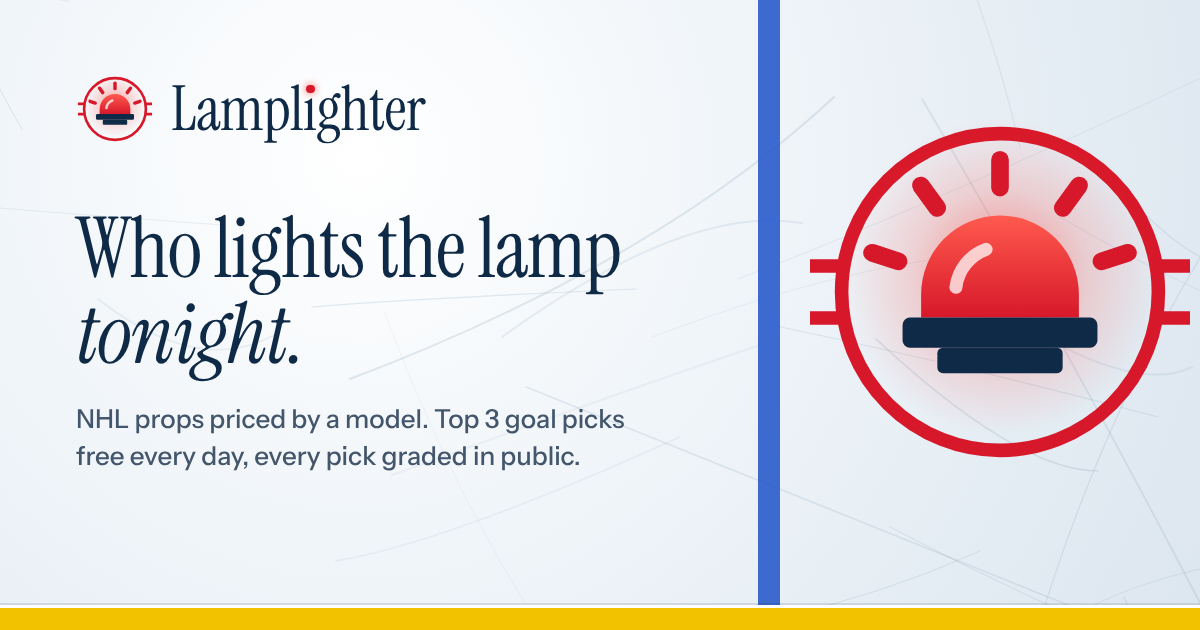 Lamplighter
Who lights the lamp
tonight.
NHL props priced by a model. Top 3 goal picks
free every day, every pick graded in public.